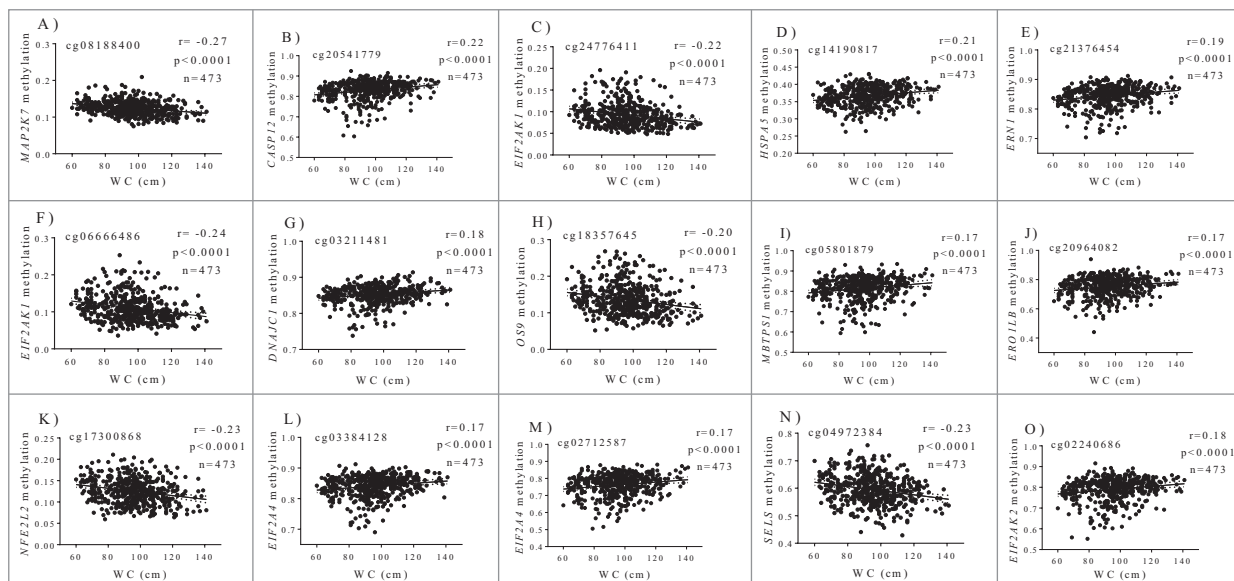 A)
cg08188400
r= -0.27
p<0.0001
n=473
MAP2K7 methylation
0.3
0.2
0.1
0.0
60 80 100 120 140
WC (cm)
B)
cg20541779
r=0.22
p<0.0001
n=473
CASP12 methylation
1.0
0.9
0.8
0.7
0.6
0.5
60 80 100 120 140
WC (cm)
C)
cg24776411
r= -0.22
p<0.0001
n=473
EIF2AK1 methylation
0.25
0.20
0.15
0.10
0.05
0.00
60 80 100 120 140
WC (cm)
D)
cg14190817
r=0.21
p<0.0001
n=473
HSPA5 methylation
0.50
0.45
0.40
0.35
0.30
0.25
0.20
60 80 100 120 140
WC (cm)
E)
cg21376454
r=0.19
p<0.0001
n=473
ERN1 methylation
1.0
0.9
0.8
0.7
60 80 100 120 140
WC (cm)
F)
cg06666486
r= -0.24
p<0.0001
n=473
EIF2AK1 methylation
0.3
0.2
0.1
0.0
60 80 100 120 140
WC (cm)
G)
cg03211481
r=0.18
p<0.0001
n=473
DNAJC1 methylation
1.0
0.9
0.8
0.7
60 80 100 120 140
WC (cm)
H)
cg18357645
r= -0.20
p<0.0001
n=473
OS9 methylation
0.3
0.2
0.1
0.0
60 80 100 120 140
WC (cm)
I)
cg05801879
r=0.17
p<0.0001
n=473
MBTPS1 methylation
1.0
0.9
0.8
0.7
0.6
0.5
60 80 100 120 140
WC (cm)
J)
cg20964082
r=0.17
p<0.0001
n=473
ERO1LB methylation
1.0
0.8
0.6
0.4
60 80 100 120 140
WC (cm)
K)
cg17300868
r= -0.23
p<0.0001
n=473
NFE2L2 methylation
0.25
0.20
0.15
0.10
0.05
0.00
60 80 100 120 140
WC (cm)
L)
cg03384128
r=0.17
p<0.0001
n=473
EIF2A4 methylation
1.0
0.9
0.8
0.7
60 80 100 120 140
WC (cm)
M)
cg02712587
r=0.17
p<0.0001
n=473
EIF2A4 methylation
1.0
0.9
0.8
0.7
0.6
0.5
0.4
60 80 100 120 140
WC (cm)
N)
cg04972384
r= -0.23
p<0.0001
n=473
SELS methylation
0.8
0.7
0.6
0.5
0.4
60 80 100 120 140
WC (cm)
O)
cg02240686
r=0.18
p<0.0001
n=473
EIF2AK2 methylation
1.0
0.9
0.8
0.7
0.6
0.5
60 80 100 120 140
WC (cm)